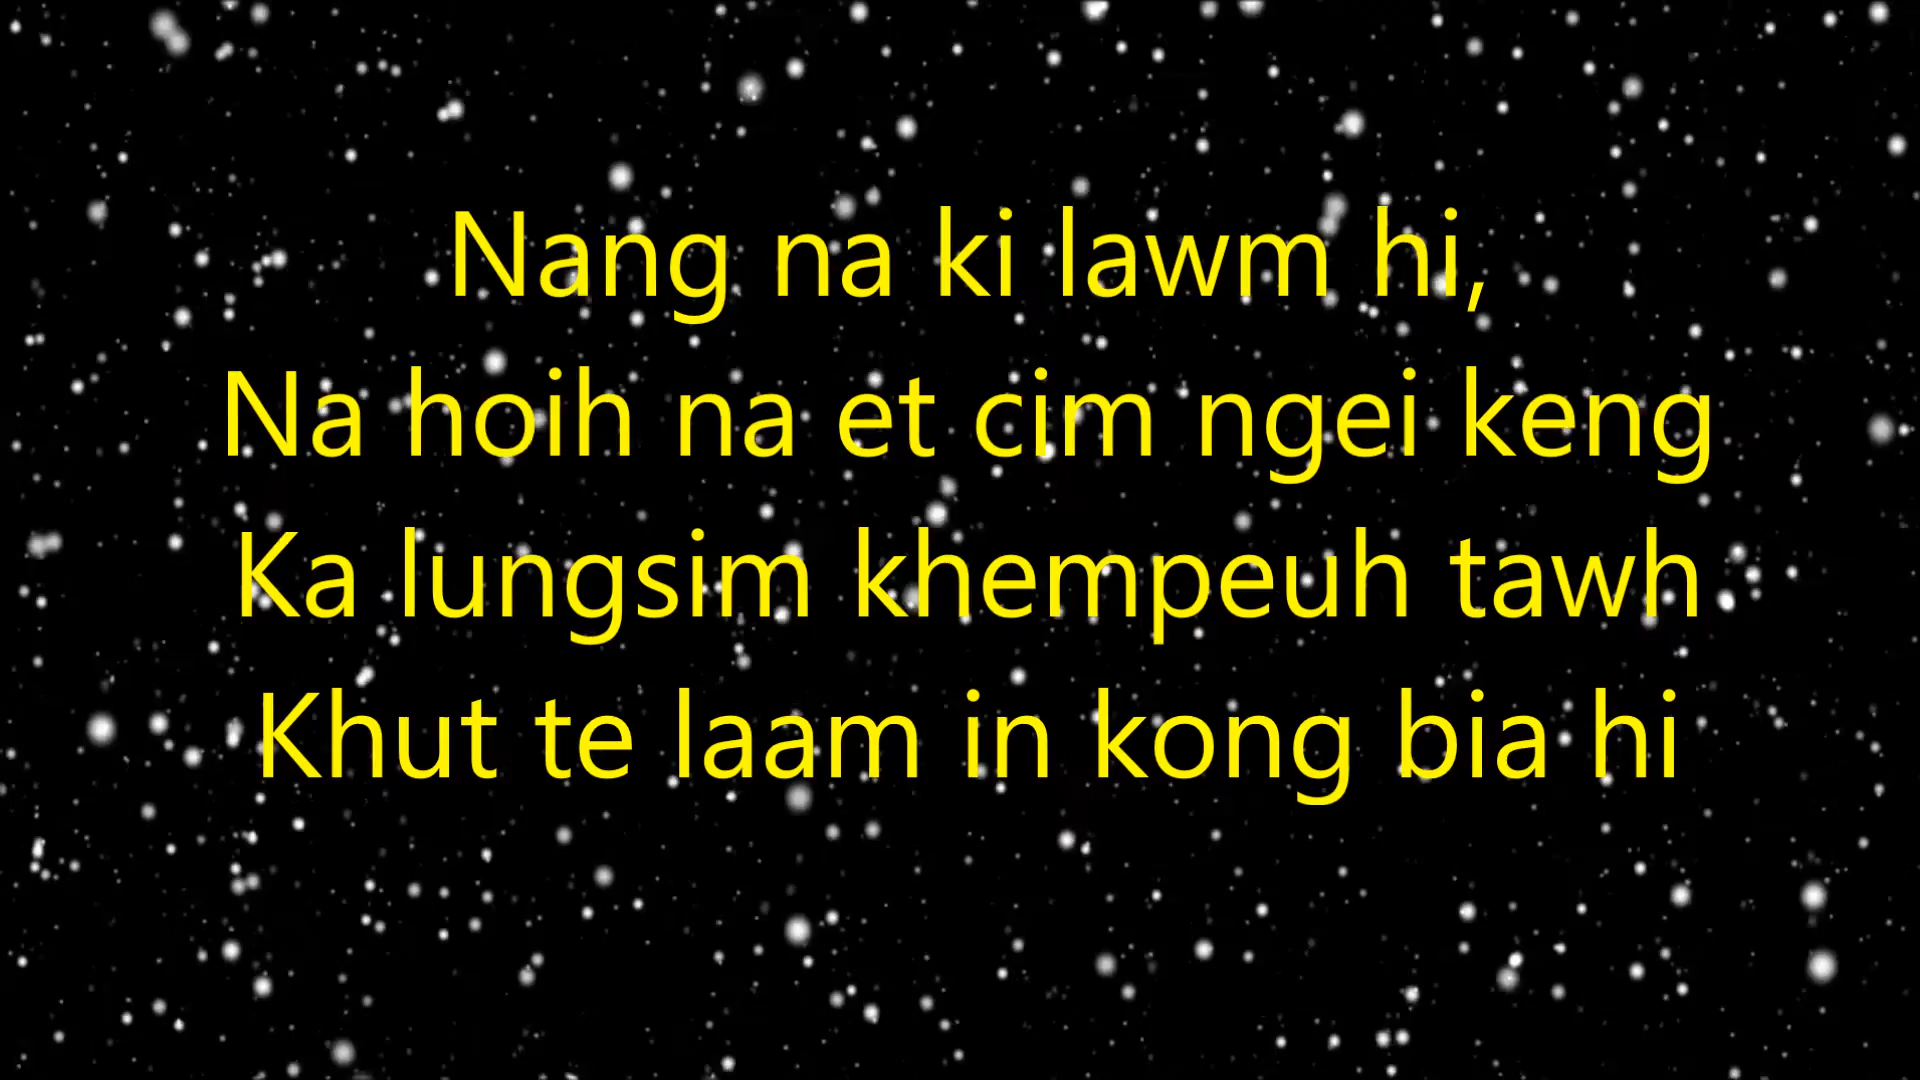 Nang na ki lawm hi,
Na hoih na et cim ngei keng
Ka lungsim khempeuh tawh
Khut te laam in kong bia hi